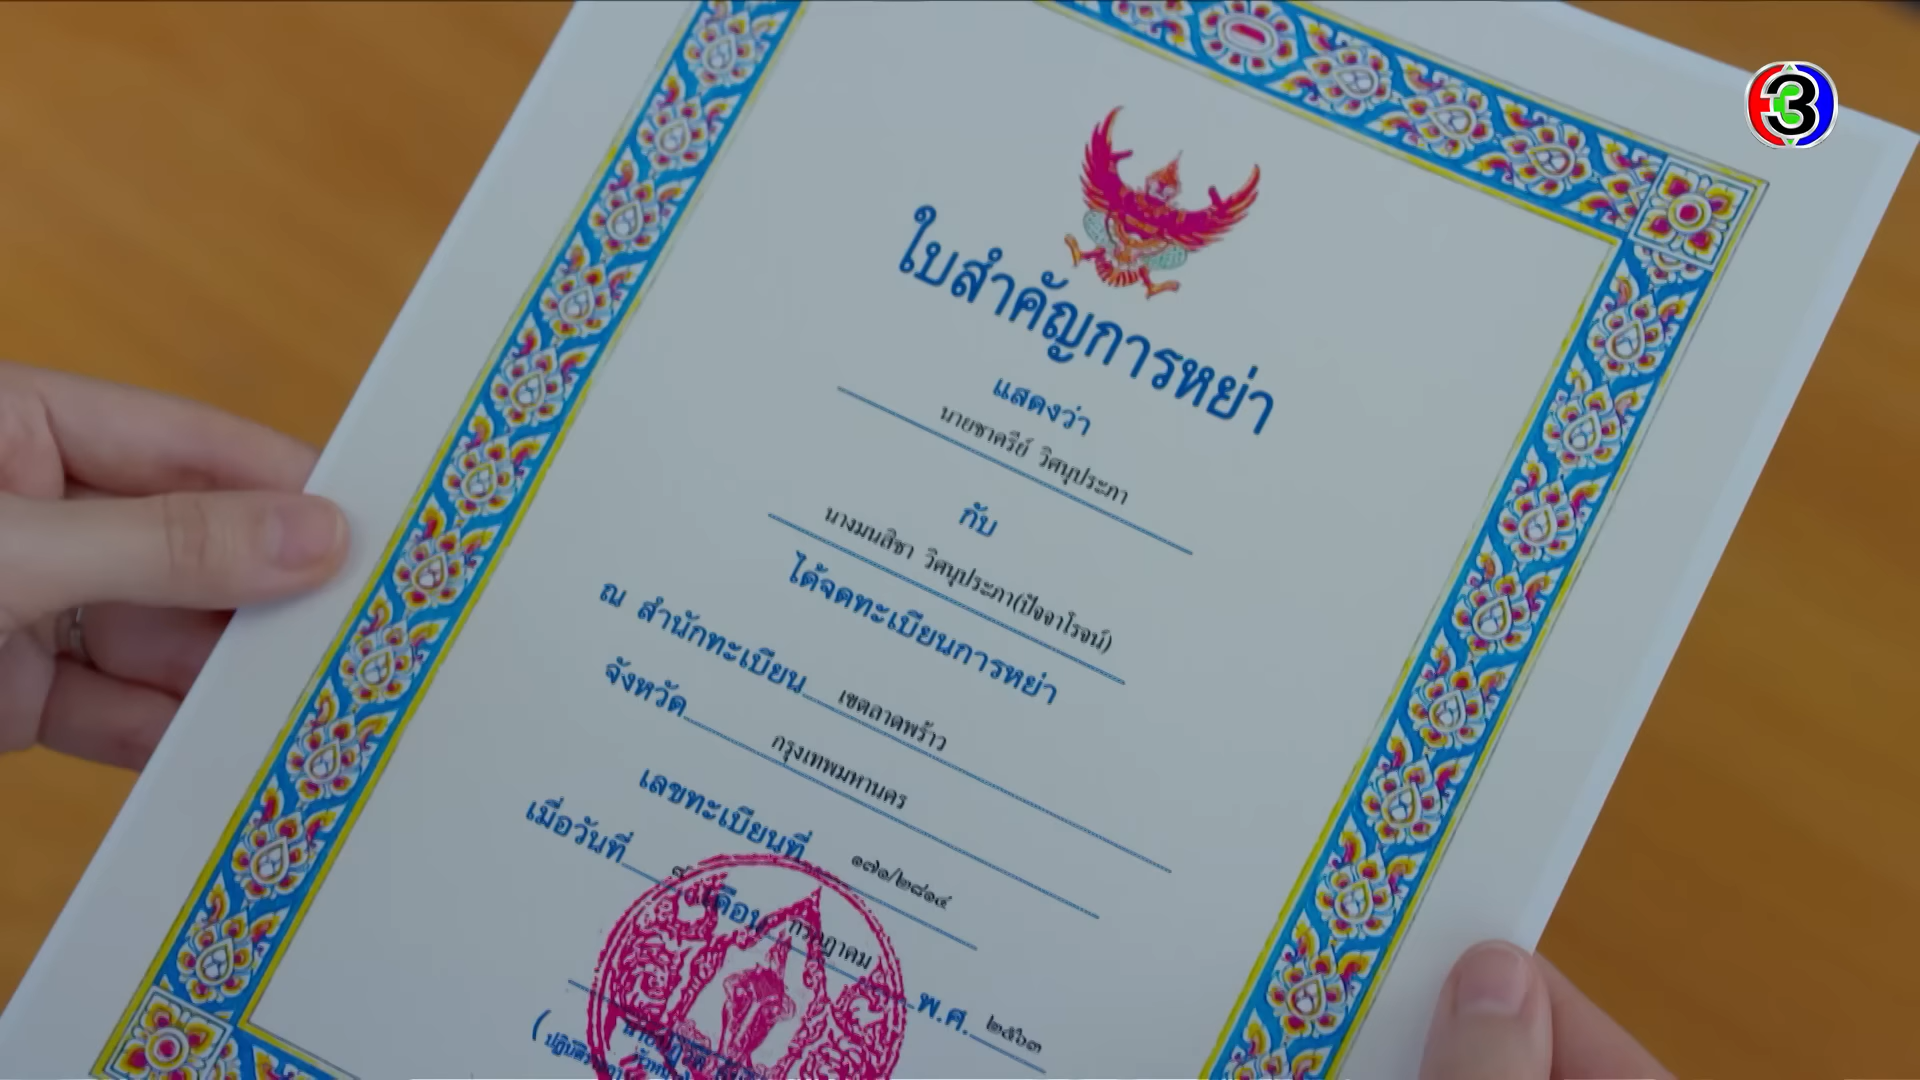 3
ใบสำคัญการหย่า
แสดงว่า
นายชาครีย์ วิศนุประภา
กับ
นางมนสิชา วิศนุประภา(ปัจจาโรจน์)
ได้จดทะเบียนการหย่า
ณ สำนักทะเบียน เขตลาดพร้าว
จังหวัด กรุงเทพมหานคร
เลขทะเบียนที่ ๑๗๑/๒๘๑๔
เมื่อวันที่ เดือน กรกฎาคม พ.ศ. ๒๕๖๓